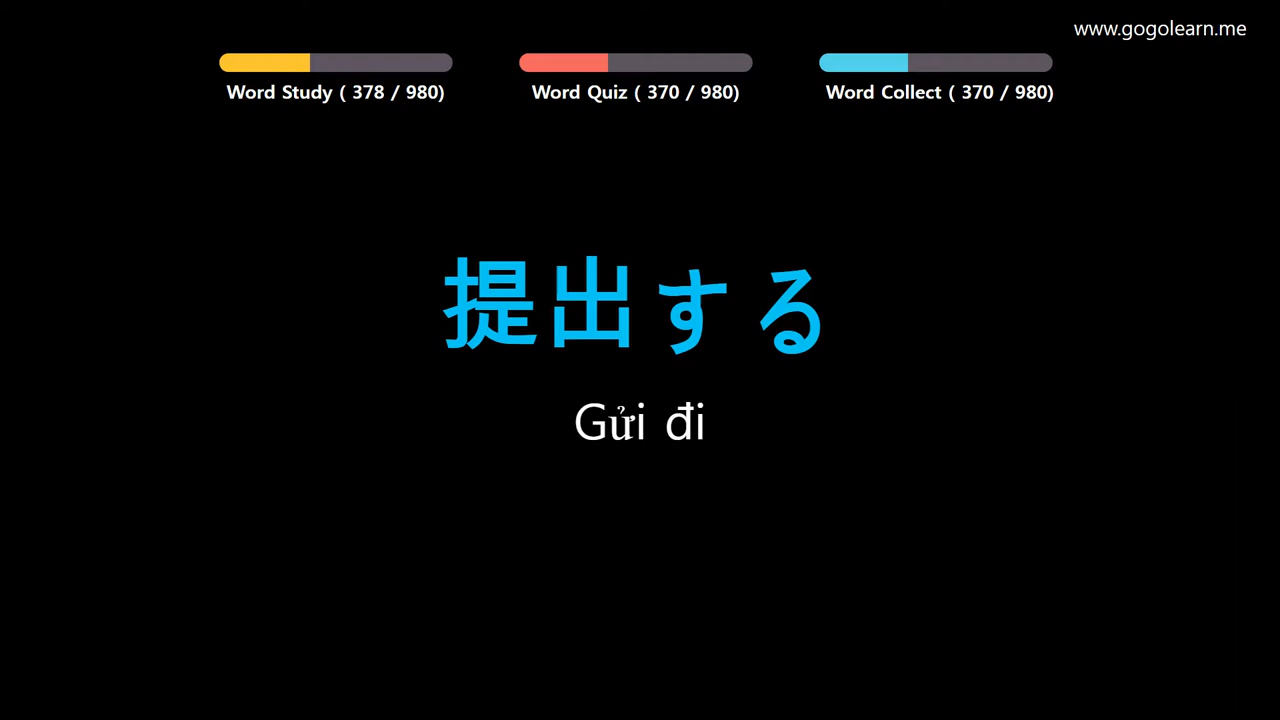 www.gogolearn.me
Word Study ( 378 / 980)
Word Quiz ( 370 / 980)
Word Collect ( 370 / 980)
提出する
Gửi đi